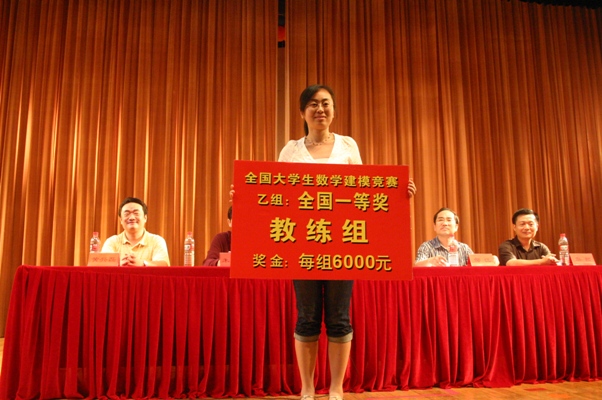 全国大学生数学建模竞赛
乙组：全国一等奖
教练组
奖金：每组6000元